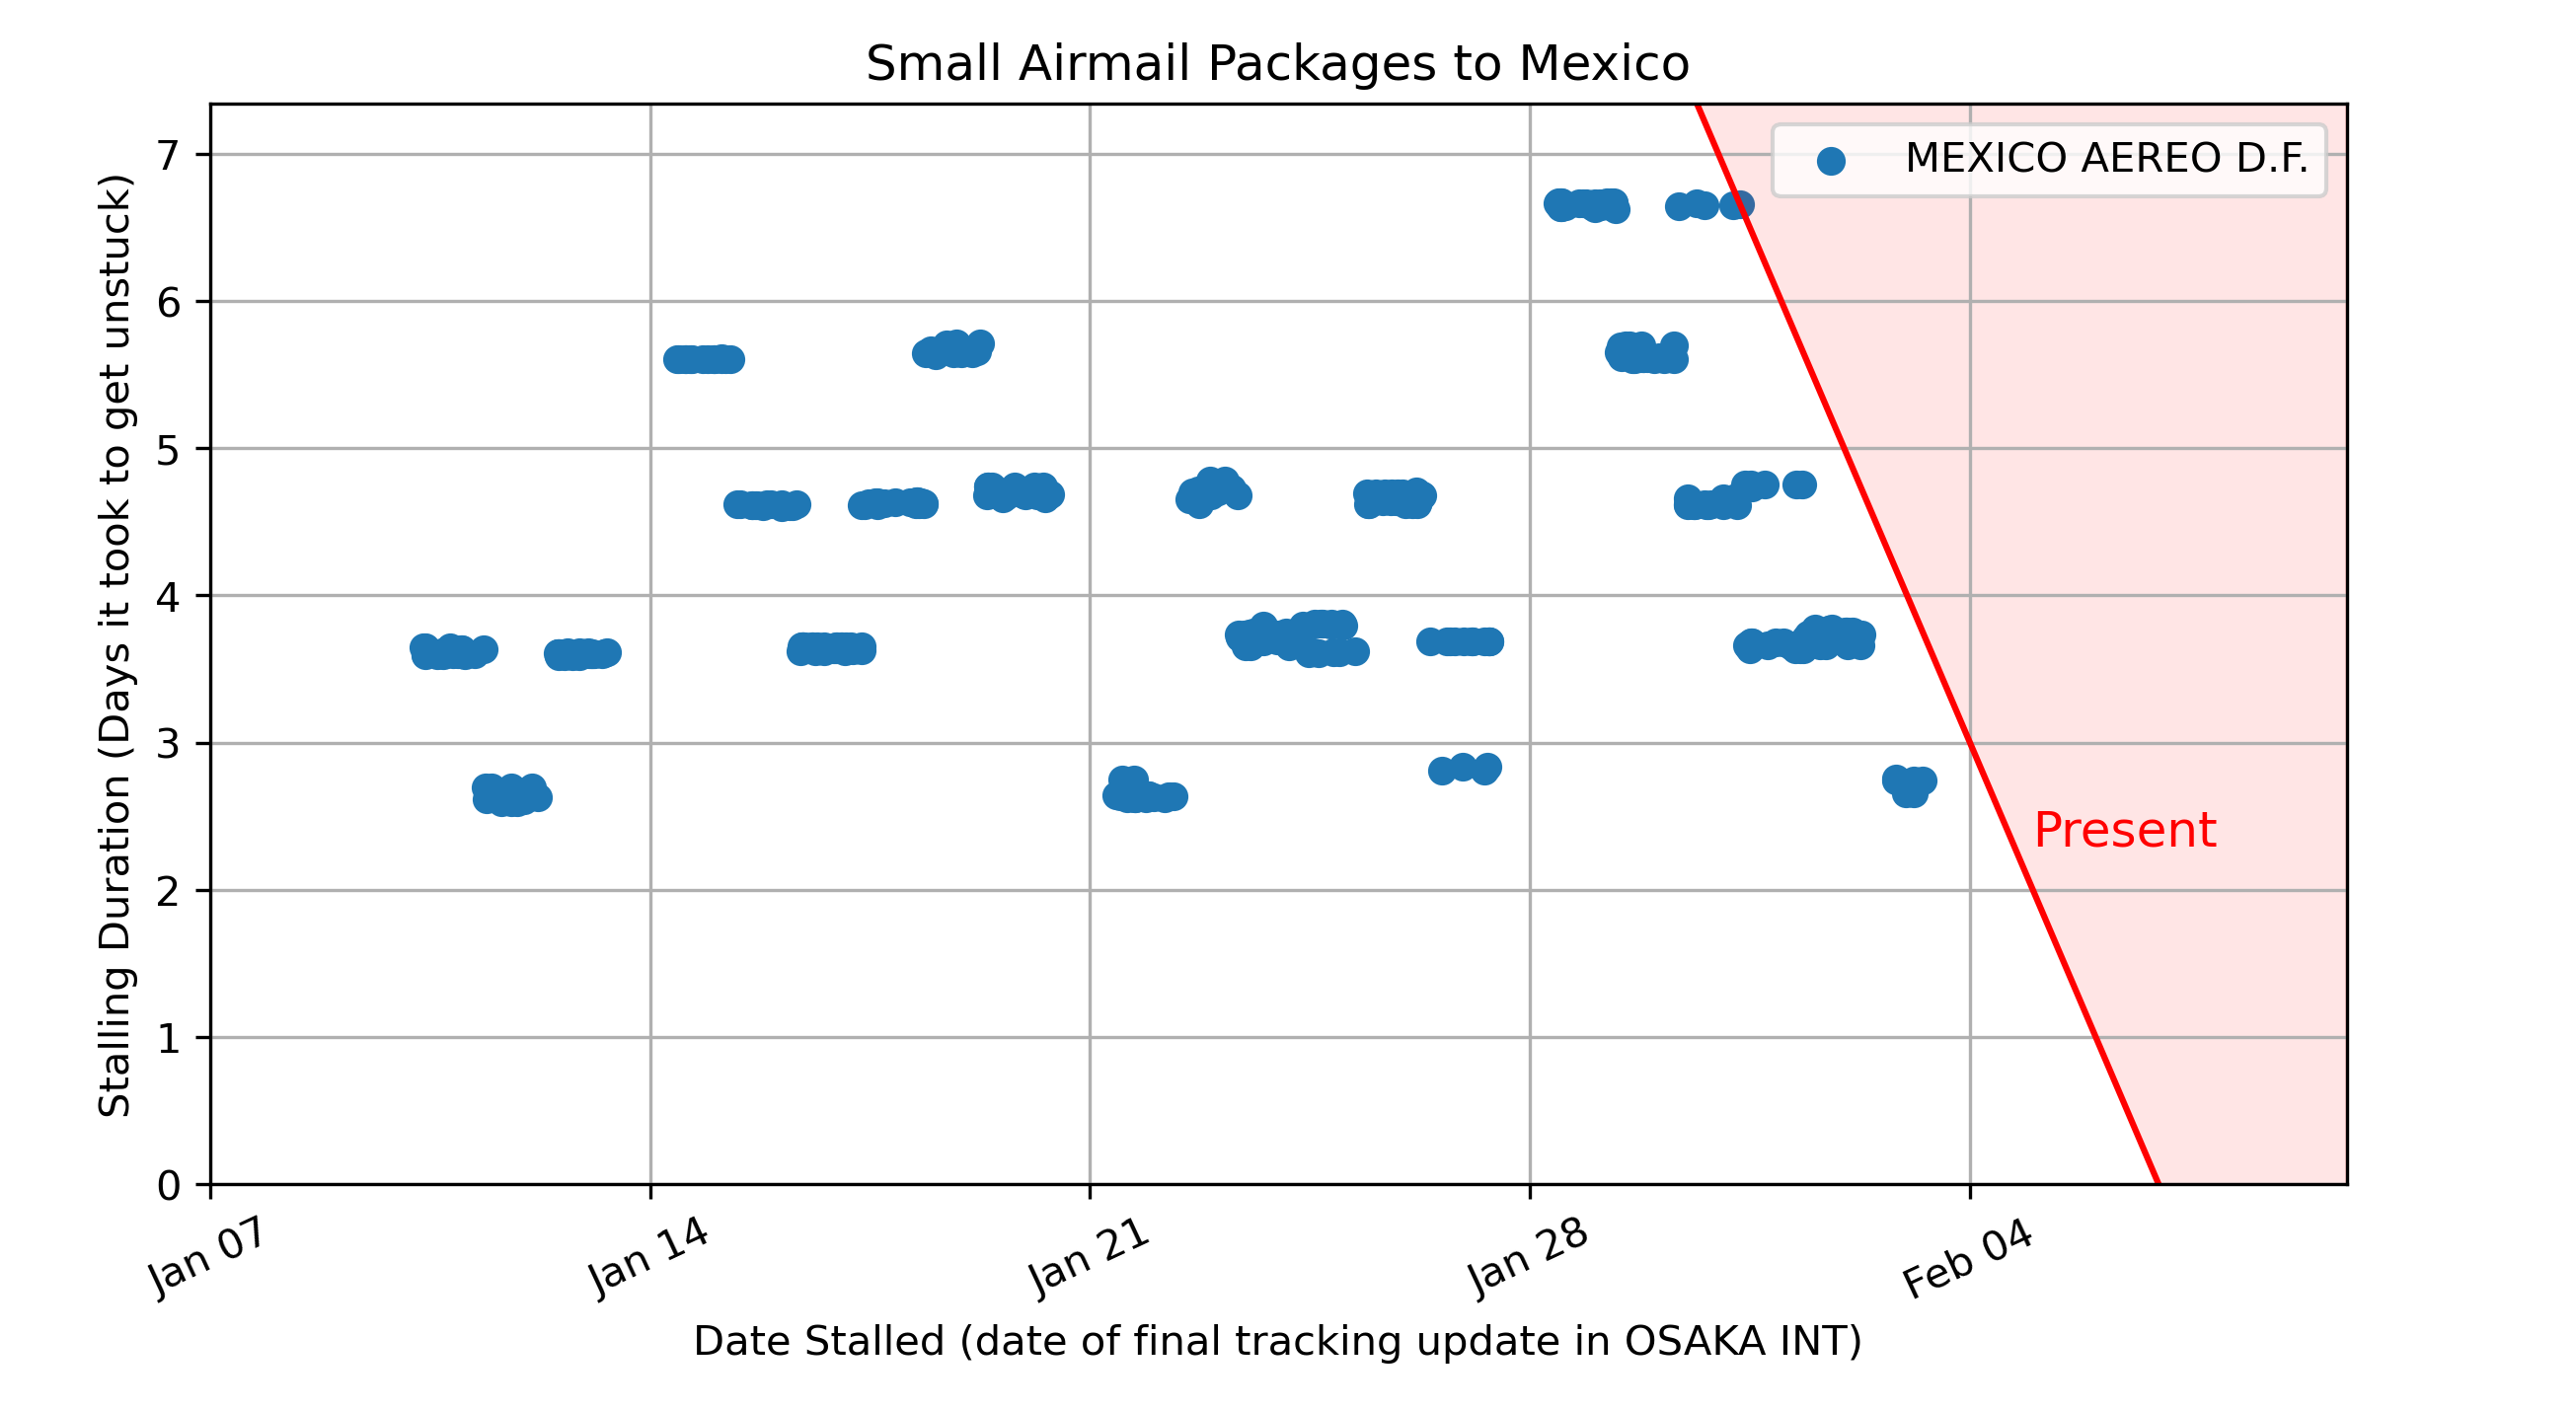 Small Airmail Packages to Mexico
MEXICO AEREO D.F.
Stalling Duration (Days it took to get unstuck)
7
6
5
4
3
2
1
0
Present
Jan 07
Jan 14
Jan 21
Jan 28
Feb 04
Date Stalled (date of final tracking update in OSAKA INT)